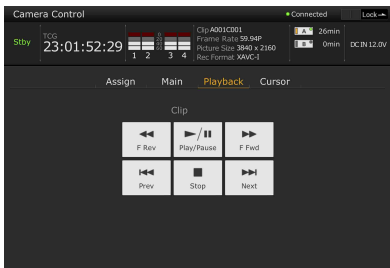 Camera Control
Connected
Lock
Stby
TCG
23:01:52:29
1 2 3 4
Clip A001C001
Frame Rate 59.94P
Picture Size 3840 x 2160
Rec Format XAVC-I
A 26min
B 0min
DC IN 12.0V
Assign Main Playback Cursor
Clip
F Rev Play/Pause F Fwd
Prev Stop Next